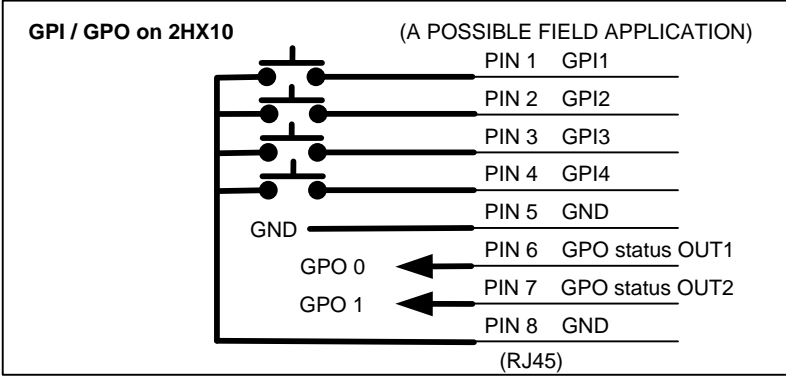 GPI / GPO on 2HX10 (A POSSIBLE FIELD APPLICATION)
PIN 1 GPI1
PIN 2 GPI2
PIN 3 GPI3
PIN 4 GPI4
PIN 5 GND
GND
PIN 6 GPO status OUT1
GPO 0
PIN 7 GPO status OUT2
GPO 1
PIN 8 GND
(RJ45)